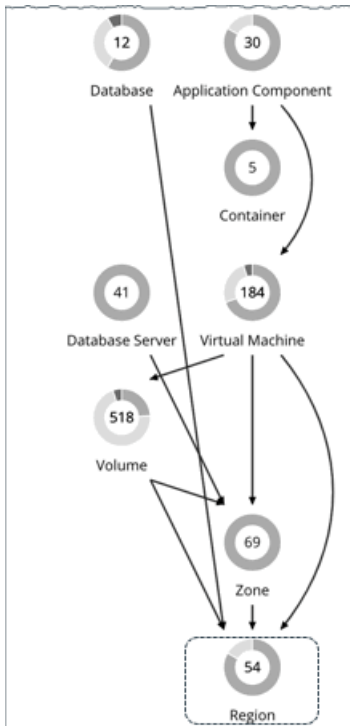 12
30
Database
Application Component
5
Container
41
184
Database Server
Virtual Machine
518
Volume
69
Zone
54
Region